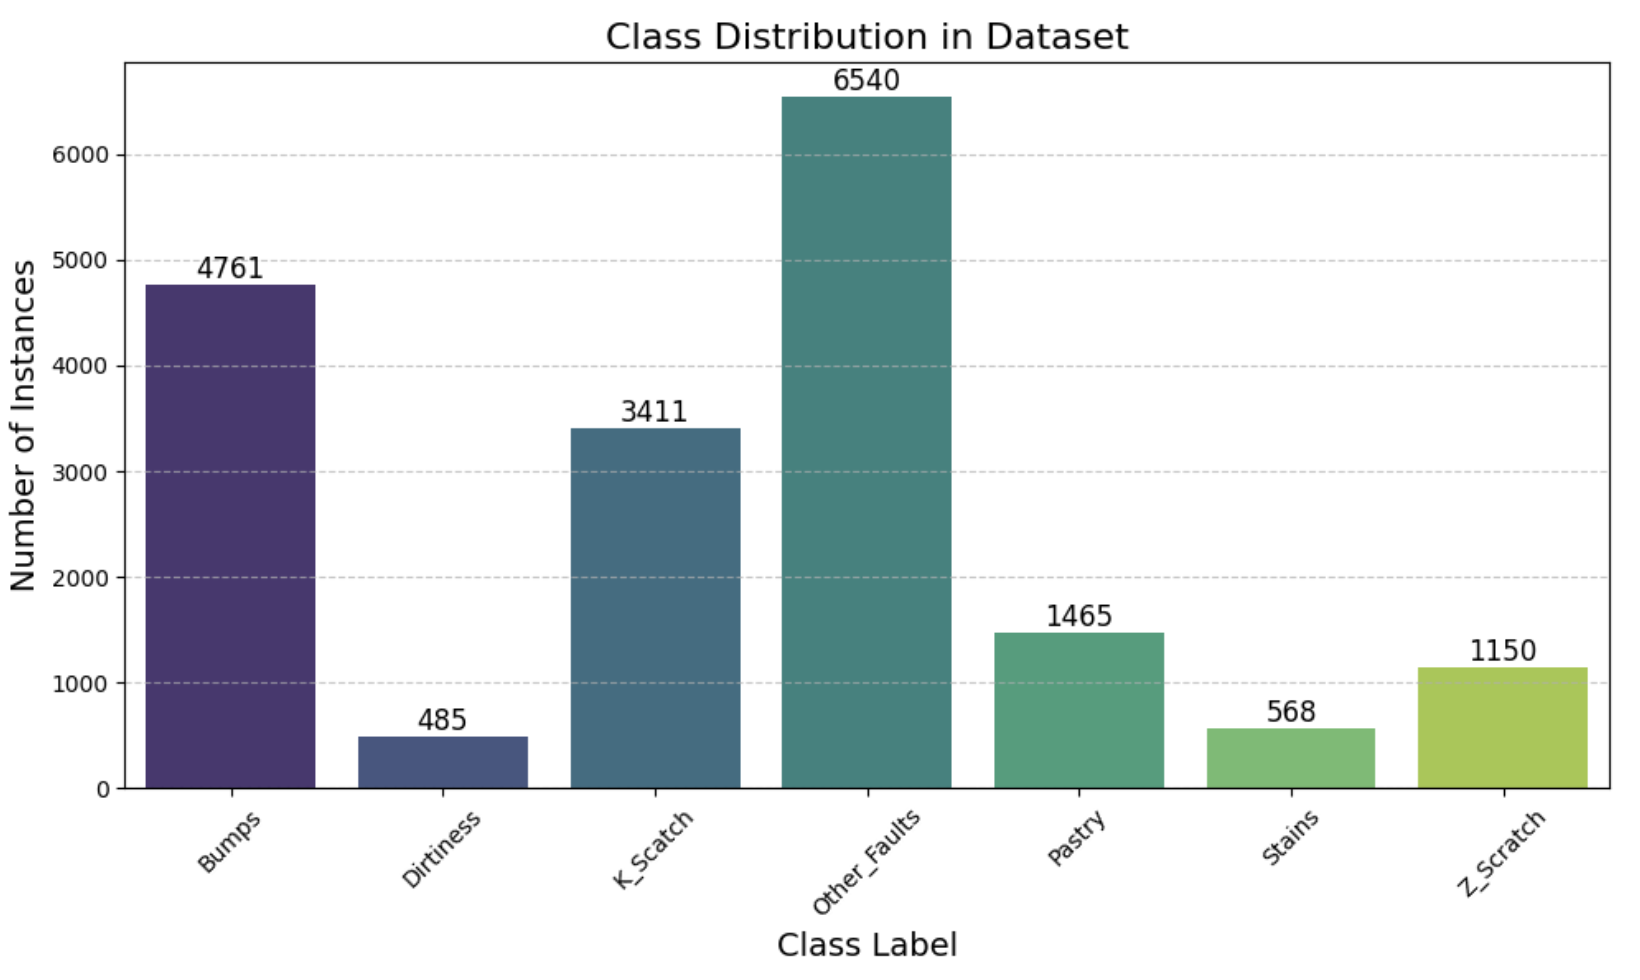 Class Distribution in Dataset
Number of Instances
6000
5000
4000
3000
2000
1000
0
4761
485
3411
6540
1465
568
1150
Bumps
Dirtiness
K_Scatch
Other_Faults
Pastry
Stains
Z_Scratch
Class Label